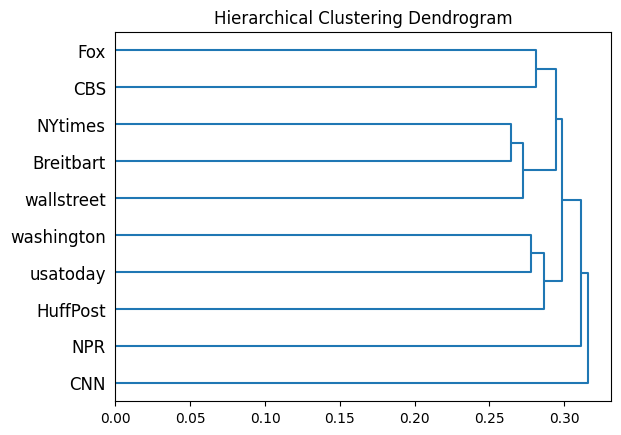 Hierarchical Clustering Dendrogram
Fox
CBS
NYtimes
Breitbart
wallstreet
washington
usatoday
HuffPost
NPR
CNN
0.00 0.05 0.10 0.15 0.20 0.25 0.30